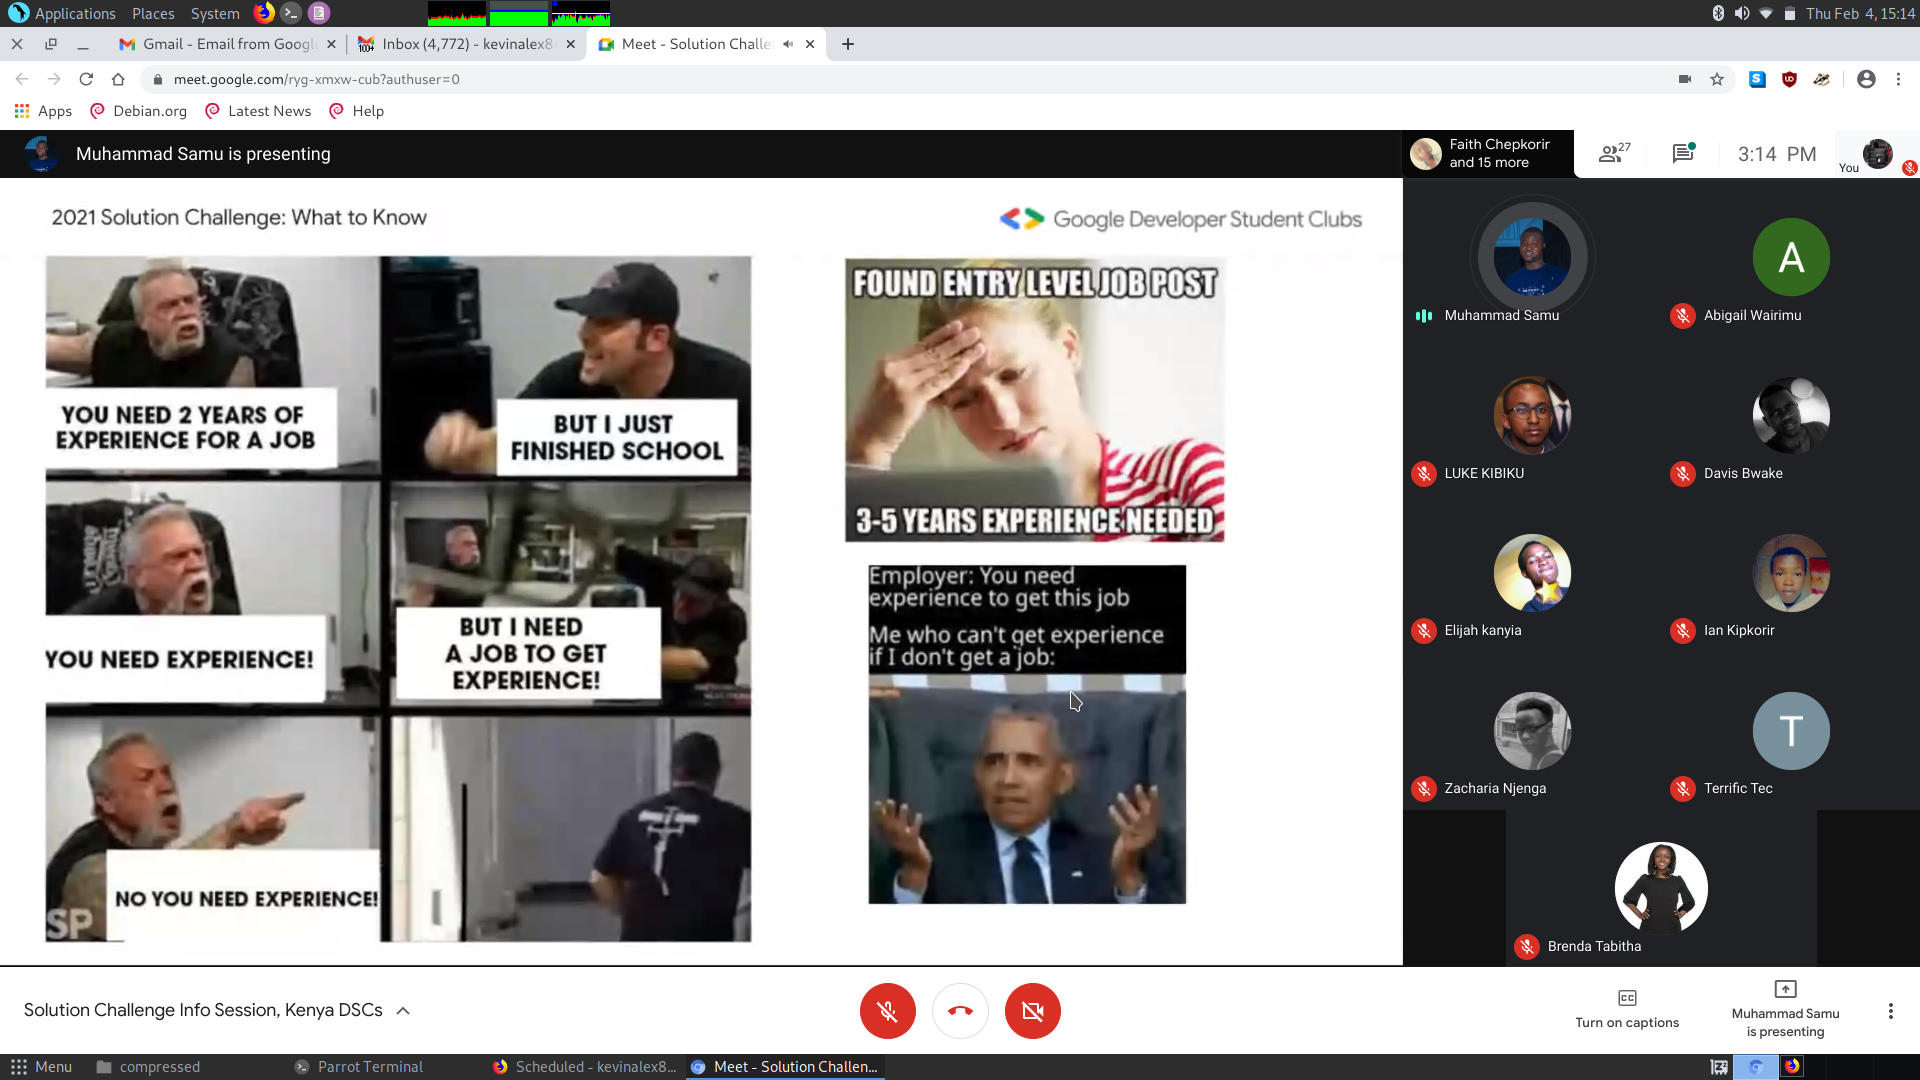 Applications Places System
Thu Feb 4, 15:14
Gmail - Email from Google
Inbox (4,772) - kevinalex8
Meet - Solution Challe
meet.google.com/ryg-xmxw-cub?authuser=0
Apps Debian.org Latest News Help
Muhammad Samu is presenting
Faith Chepkorir
and 15 more
27
3:14 PM
You
2021 Solution Challenge: What to Know
Google Developer Student Clubs
YOU NEED 2 YEARS OF
EXPERIENCE FOR A JOB
BUT I JUST
FINISHED SCHOOL
YOU NEED EXPERIENCE!
BUT I NEED
A JOB TO GET
EXPERIENCE!
NO YOU NEED EXPERIENCE!
SP
FOUND ENTRY LEVEL JOB POST
3-5 YEARS EXPERIENCE NEEDED
Employer: You need
experience to get this job
Me who can't get experience
if I don't get a job:
Muhammad Samu
A
Abigail Wairimu
LUKE KIBIKU
Davis Bwake
Elijah kanyia
Ian Kipkorir
Zacharia Njenga
T
Terrific Tec
Brenda Tabitha
Solution Challenge Info Session, Kenya DSCs
Turn on captions
Muhammad Samu
is presenting
Menu
compressed
Parrot Terminal
Scheduled - kevinalex8...
Meet - Solution Challen...